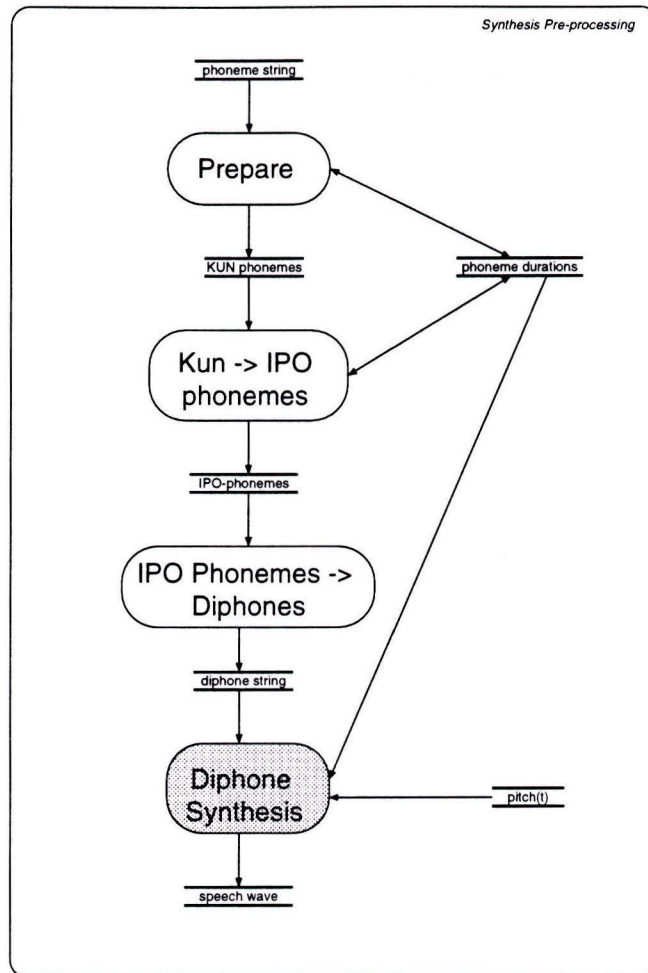 Synthesis Pre-processing
phoneme string
Prepare
KUN phonemes
phoneme durations
Kun -> IPO
phonemes
IPO-phonemes
IPO Phonemes ->
Diphones
diphone string
Diphone
Synthesis
pitch(t)
speech wave